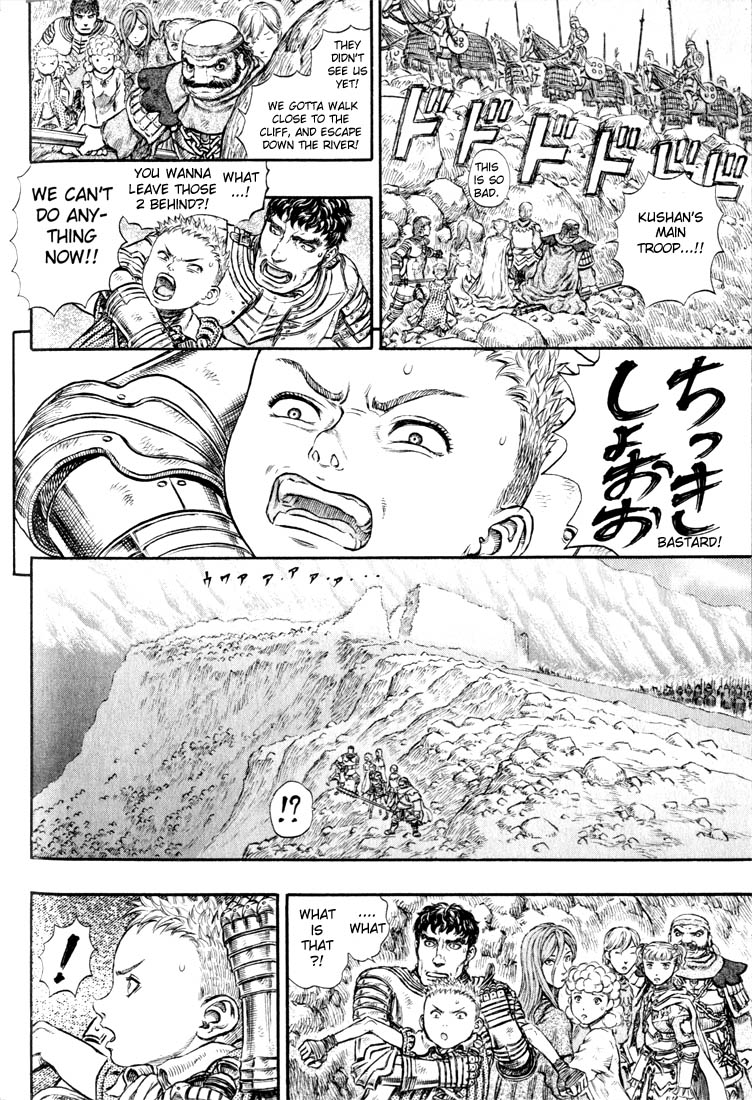 ドドドドドド
THIS
IS SO
BAD.
KUSHAN'S
MAIN
TROOP...!!
THEY
DIDN'T
SEE US
YET!
WE GOTTA WALK
CLOSE TO THE
CLIFF, AND ESCAPE
DOWN THE RIVER!
WHAT
...!
YOU WANNA
LEAVE THOSE
2 BEHIND?!
WE CAN'T
DO ANY-
THING
NOW!!
ちっきし
しょおお
BASTARD!
ウワァァ.ァァ...
!?
....
WHAT
WHAT
IS
THAT
?!
!